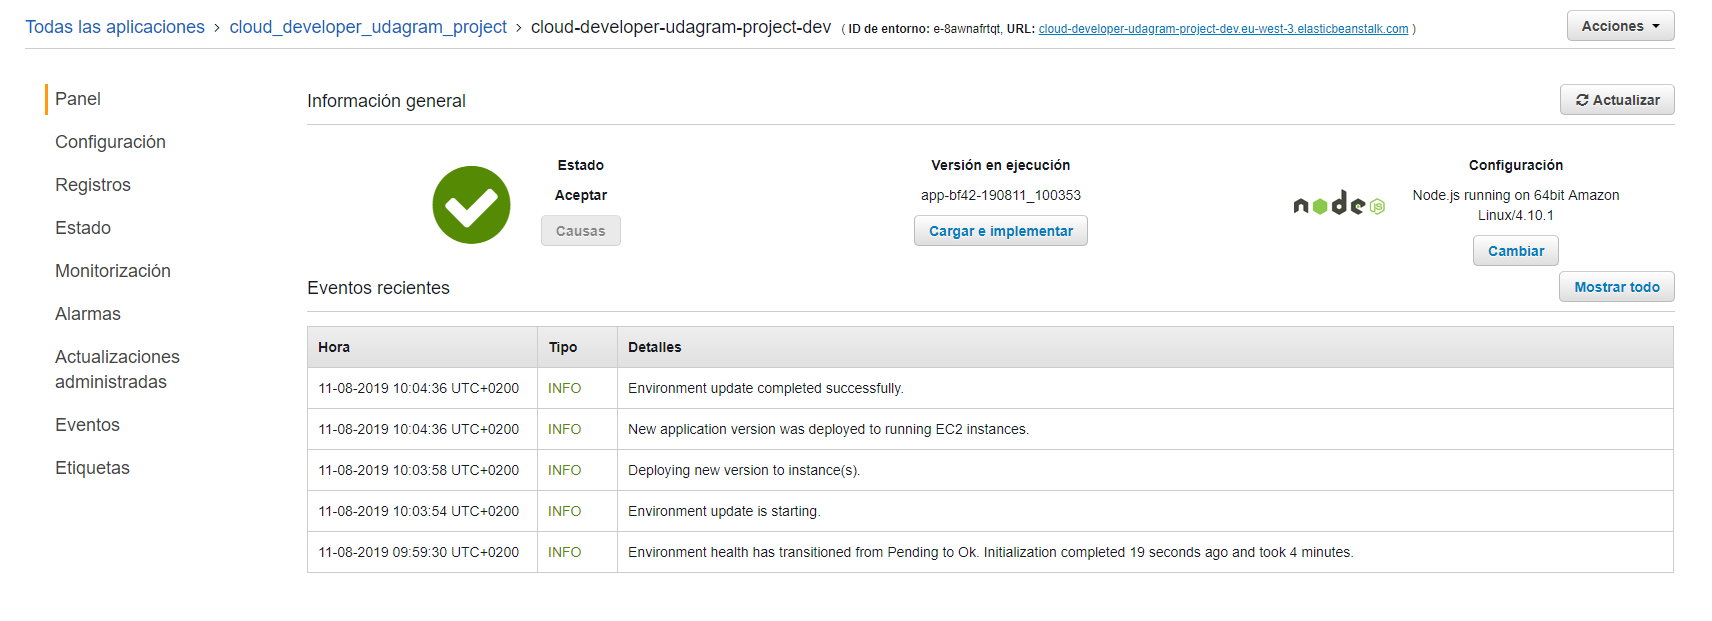 Todas las aplicaciones › cloud_developer_udagram_project › cloud-developer-udagram-project-dev ( ID de entorno: e-8awnafrtqt, URL: cloud-developer-udagram-project-dev.eu-west-3.elasticbeanstalk.com )
Acciones
Panel
Configuración
Registros
Estado
Monitorización
Alarmas
Actualizaciones
administradas
Eventos
Etiquetas
Información general
Actualizar
Estado
Aceptar
Causas
Versión en ejecución
app-bf42-190811_100353
Cargar e implementar
node JS
Configuración
Node.js running on 64bit Amazon
Linux/4.10.1
Cambiar
Eventos recientes
Mostrar todo
Hora Tipo Detalles
11-08-2019 10:04:36 UTC+0200 INFO Environment update completed successfully.
11-08-2019 10:04:36 UTC+0200 INFO New application version was deployed to running EC2 instances.
11-08-2019 10:03:58 UTC+0200 INFO Deploying new version to instance(s).
11-08-2019 10:03:54 UTC+0200 INFO Environment update is starting.
11-08-2019 09:59:30 UTC+0200 INFO Environment health has transitioned from Pending to Ok. Initialization completed 19 seconds ago and took 4 minutes.